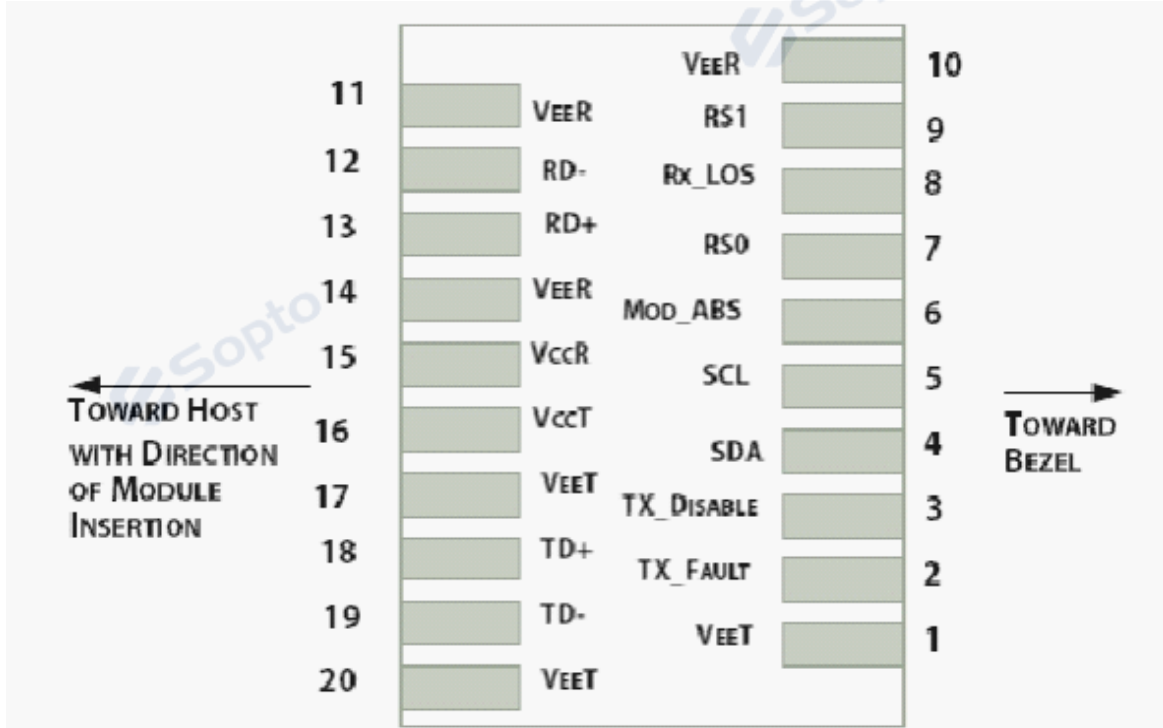 Sopto
VEER 10
11 VEER
RS1 9
12 RD-
Rx_LOS 8
13 RD+
RS0 7
14 VEER
MOD_ABS 6
15 VCCR
SCL 5
16 VCCT
SDA 4
17 VEET
TX_DISABLE 3
18 TD+
TX_FAULT 2
19 TD-
VEET 1
20 VEET
TOWARD HOST
WITH DIRECTION
OF MODULE
INSERTION
TOWARD
BEZEL
Sopto